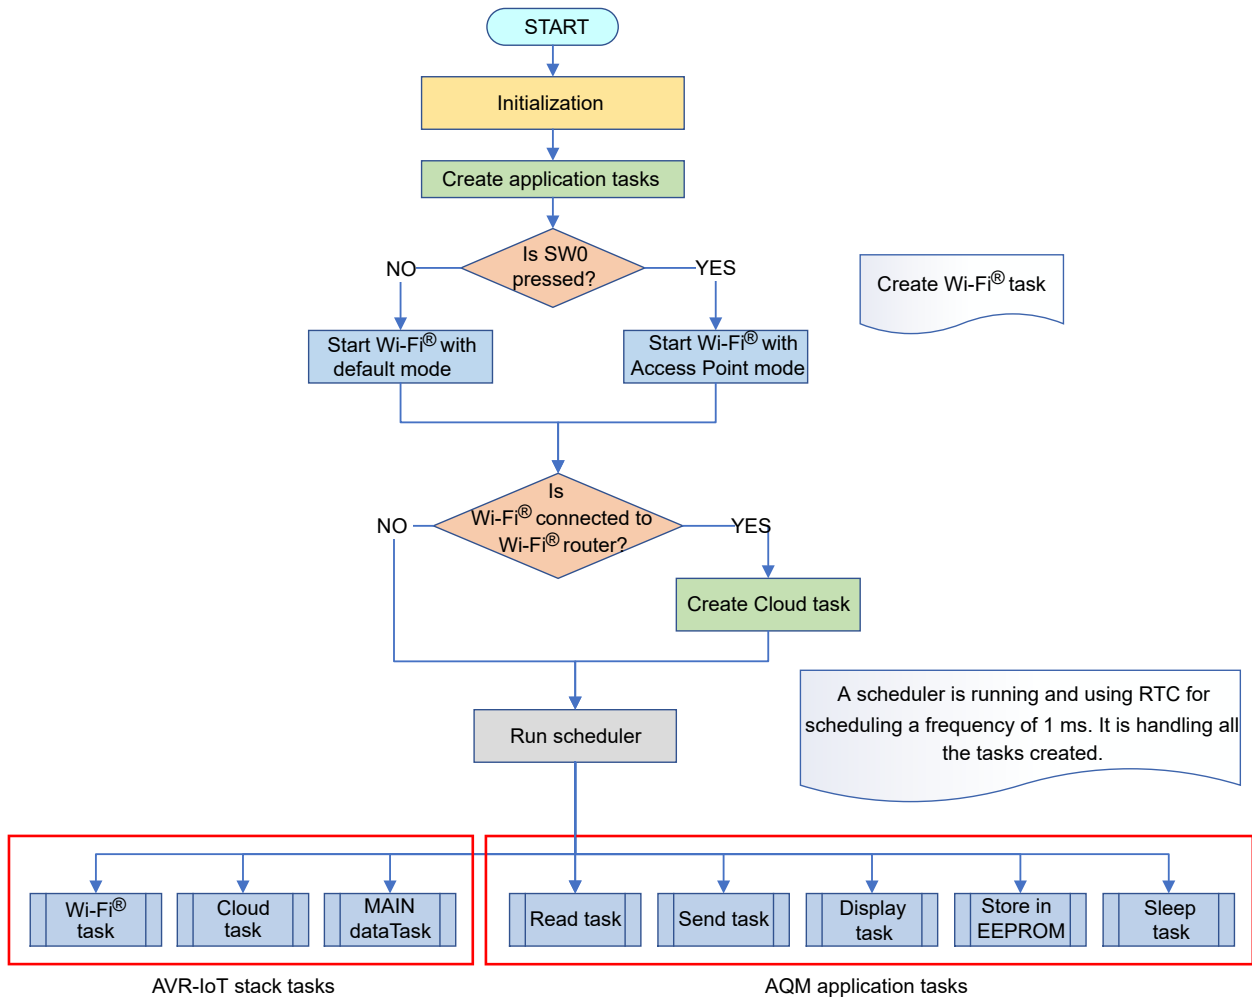 START
Initialization
Create application tasks
Is SW0
pressed?
NO
YES
Create Wi-Fi® task
Start Wi-Fi® with
default mode
Start Wi-Fi® with
Access Point mode
Is
Wi-Fi® connected to
Wi-Fi® router?
NO
YES
Create Cloud task
Run scheduler
A scheduler is running and using RTC for
scheduling a frequency of 1 ms. It is handling all
the tasks created.
Wi-Fi®
task
Cloud
task
MAIN
dataTask
Read task
Send task
Display
task
Store in
EEPROM
Sleep
task
AVR-IoT stack tasks
AQM application tasks